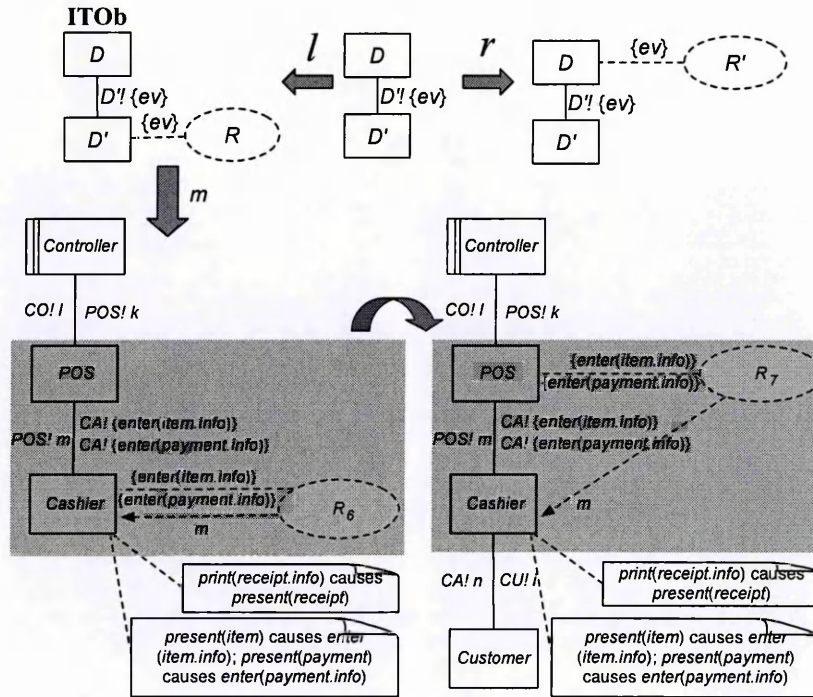 ITOb
D
D'! {ev}
D'
{ev}
R
l
D
D'! {ev}
D'
r
D
{ev}
R'
D'! {ev}
D'
m
Controller
CO! l
POS! k
POS
POS! m
CA! {enter(item.info)}
CA! {enter(payment.info)}
{enter(item.info)}
{enter(payment.info)}
Cashier
R6
m
print(receipt.info) causes
present(receipt)
present(item) causes enter
(item.info); present(payment)
causes enter(payment.info)
Controller
CO! l
POS! k
POS
{enter(item.info)}
{enter(payment.info)}
R7
POS! m
CA! {enter(item.info)}
CA! {enter(payment.info)}
Cashier
m
CA! n
CU! i
print(receipt.info) causes
present(receipt)
Customer
present(item) causes enter
(item.info); present(payment)
causes enter(payment.info)